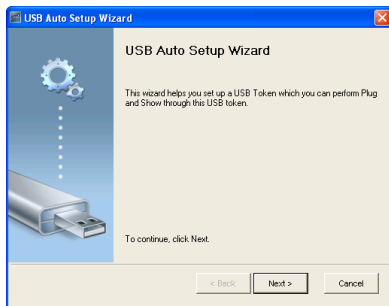 USB Auto Setup Wizard
USB Auto Setup Wizard
This wizard helps you set up a USB Token which you can perform Plug
and Show through this USB token.
To continue, click Next.
< Back
Next >
Cancel